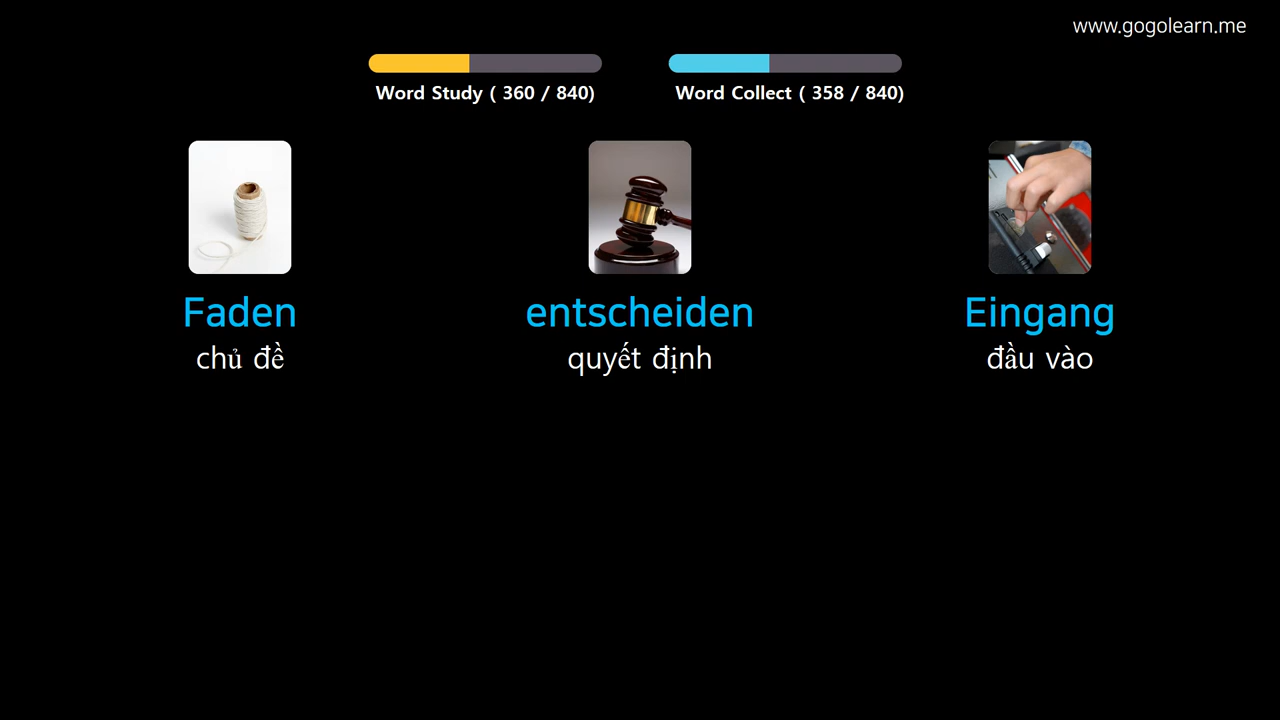 www.gogolearn.me
Word Study ( 360 / 840)
Word Collect ( 358 / 840)
Faden
entscheiden
Eingang
chủ đề
quyết định
đầu vào